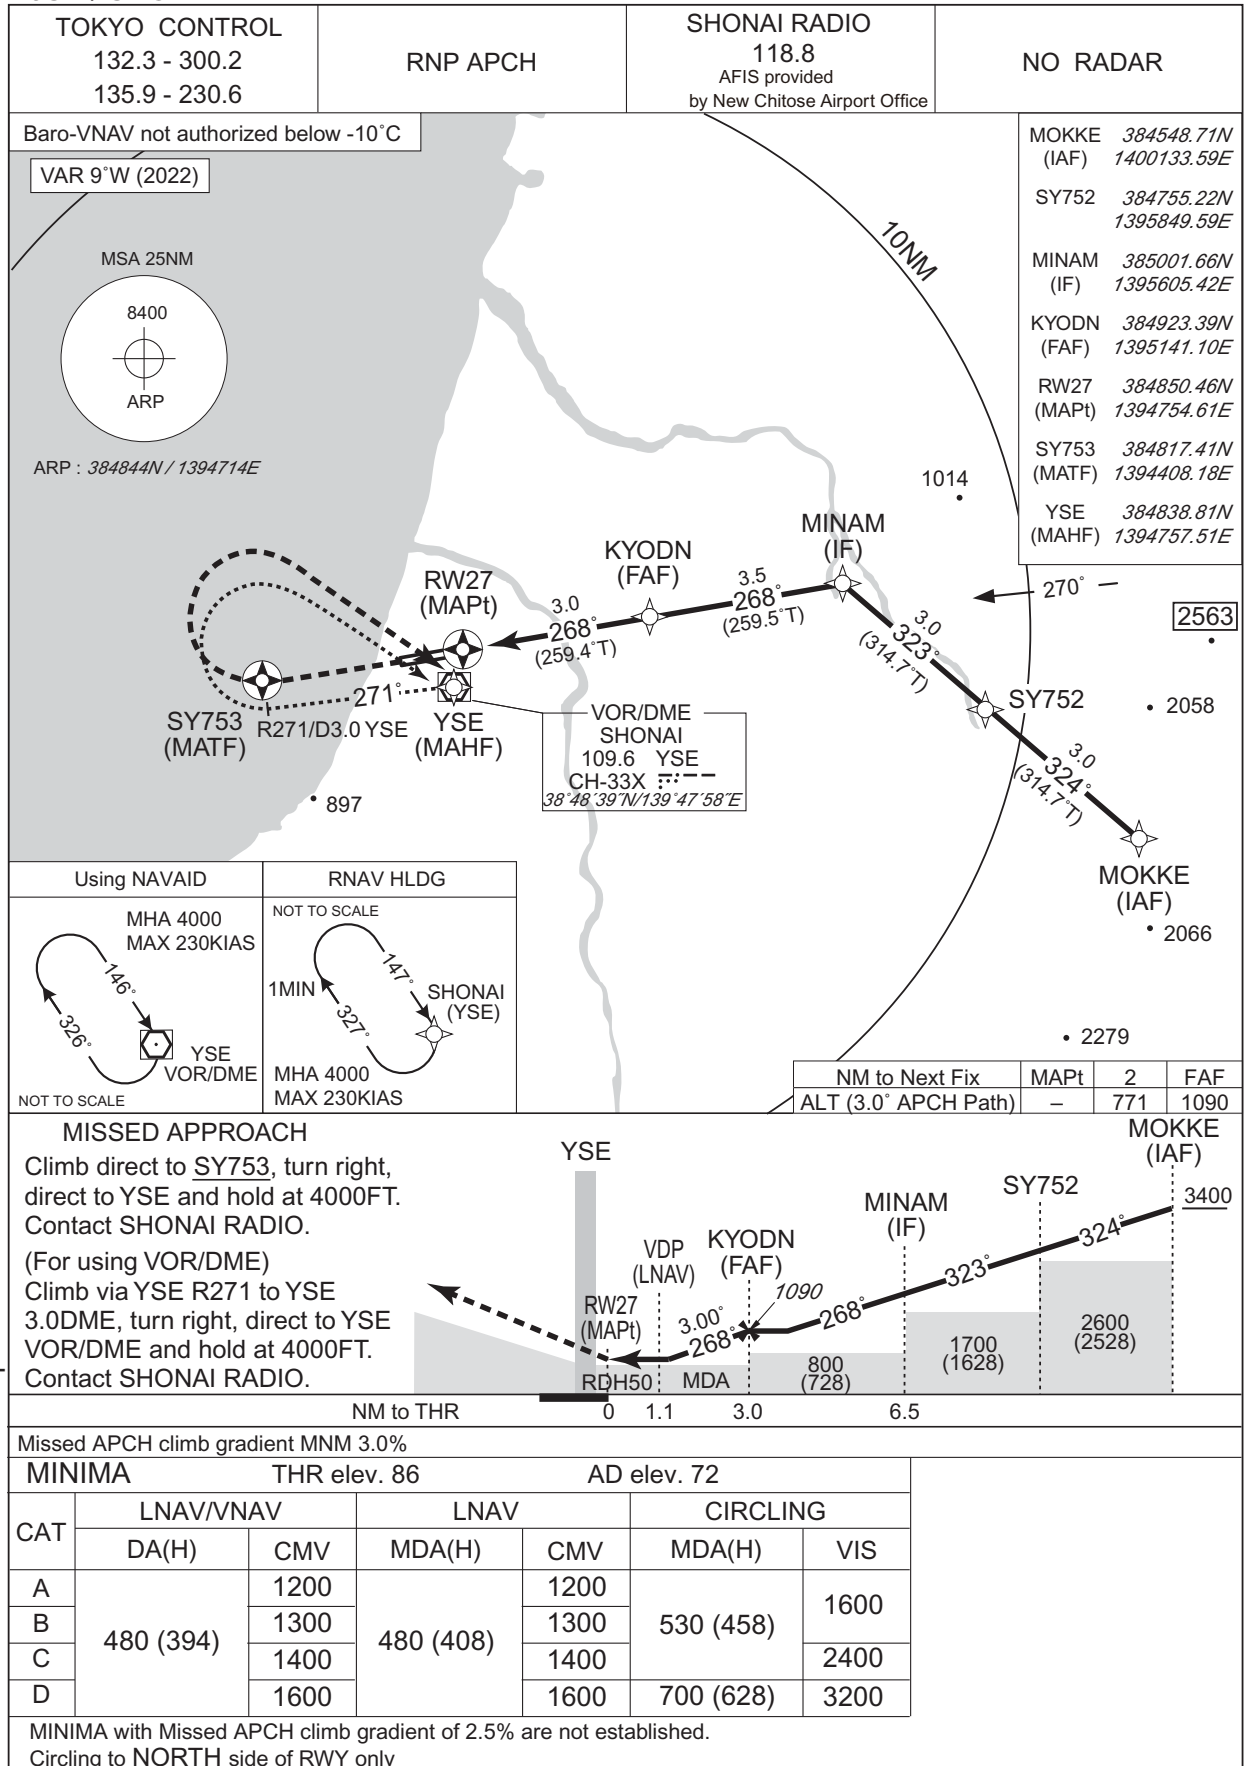 TOKYO CONTROL
132.3 - 300.2
135.9 - 230.6
RNP APCH
SHONAI RADIO
118.8
AFIS provided
by New Chitose Airport Office
NO RADAR
Baro-VNAV not authorized below -10˚C
VAR 9˚W (2022)
MSA 25NM
8400
ARP
ARP : 384844N / 1394714E
10NM
MOKKE 384548.71N
(IAF) 1400133.59E
SY752 384755.22N
1395849.59E
MINAM 385001.66N
(IF) 1395605.42E
KYODN 384923.39N
(FAF) 1395141.10E
RW27 384850.46N
(MAPt) 1394754.61E
SY753 384817.41N
(MATF) 1394408.18E
YSE 384838.81N
(MAHF) 1394757.51E
1014
MINAM
(IF)
KYODN
(FAF)
RW27
(MAPt)
3.0
268˚
(259.4˚T)
3.5
268˚
(259.5˚T)
3.0
323˚
(314.7˚T)
270˚
2563
SY752
2058
3.0
324˚
(314.7˚T)
MOKKE
(IAF)
2066
2279
271˚
SY753
(MATF)
R271/D3.0 YSE
YSE
(MAHF)
VOR/DME
SHONAI
109.6 YSE
CH-33X
38˚48´39˝N/139˚47´58˝E
897
Using NAVAID
MHA 4000
MAX 230KIAS
146˚
326˚
YSE
VOR/DME
NOT TO SCALE
RNAV HLDG
NOT TO SCALE
1MIN
147˚
327˚
SHONAI
(YSE)
MHA 4000
MAX 230KIAS
NM to Next Fix MAPt 2 FAF
ALT (3.0˚ APCH Path) – 771 1090
MISSED APPROACH
Climb direct to SY753, turn right,
direct to YSE and hold at 4000FT.
Contact SHONAI RADIO.
(For using VOR/DME)
Climb via YSE R271 to YSE
3.0DME, turn right, direct to YSE
VOR/DME and hold at 4000FT.
Contact SHONAI RADIO.
YSE
RW27
(MAPt)
VDP
(LNAV)
KYODN
(FAF)
1090
MINAM
(IF)
SY752
MOKKE
(IAF)
3400
3.00˚
268˚
268˚
323˚
324˚
RDH50
MDA
800
(728)
1700
(1628)
2600
(2528)
NM to THR 0 1.1 3.0 6.5
Missed APCH climb gradient MNM 3.0%
MINIMA THR elev. 86 AD elev. 72
CAT LNAV/VNAV LNAV CIRCLING
DA(H) CMV MDA(H) CMV MDA(H) VIS
A 1200 1200 1600
B 480 (394) 1300 480 (408) 1300 530 (458)
C 1400 1400 2400
D 1600 1600 700 (628) 3200
MINIMA with Missed APCH climb gradient of 2.5% are not established.
Circling to NORTH side of RWY only